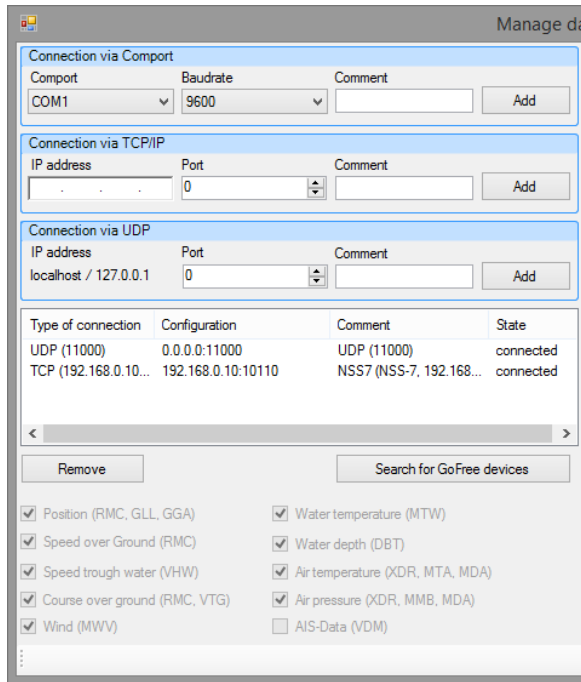 Manage da
Connection via Comport
Comport Baudrate Comment
COM1 9600 Add
Connection via TCP/IP
IP address Port Comment
. . . 0 Add
Connection via UDP
IP address Port Comment
localhost / 127.0.0.1 0 Add
Type of connection Configuration Comment State
UDP (11000) 0.0.0.0:11000 UDP (11000) connected
TCP (192.168.0.10... 192.168.0.10:10110 NSS7 (NSS-7, 192.168... connected
Remove Search for GoFree devices
Position (RMC, GLL, GGA) Water temperature (MTW)
Speed over Ground (RMC) Water depth (DBT)
Speed trough water (VHW) Air temperature (XDR, MTA, MDA)
Course over ground (RMC, VTG) Air pressure (XDR, MMB, MDA)
Wind (MWV) AIS-Data (VDM)